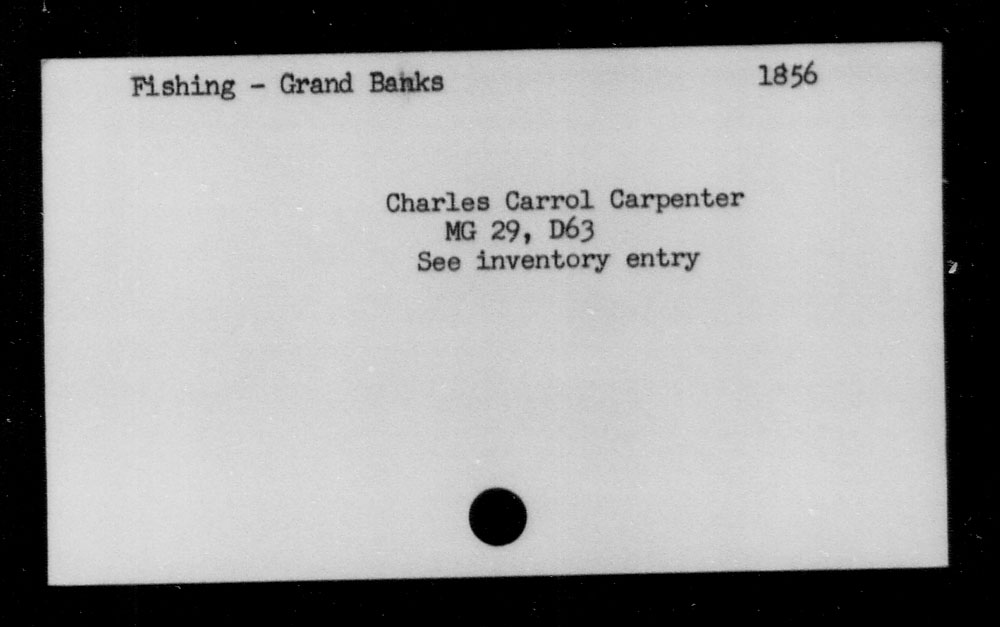 Fishing - Grand Banks 1856
Charles Carrol Carpenter
MG 29, D63
See inventory entry